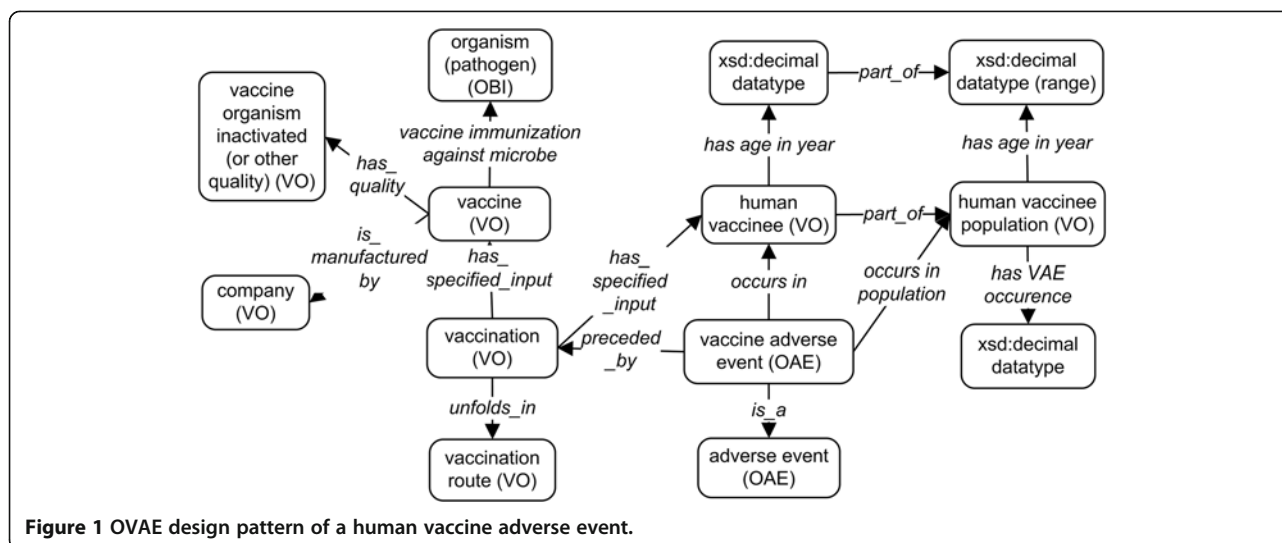 organism
(pathogen)
(OBI)
xsd:decimal
datatype
part_of
xsd:decimal
datatype (range)
vaccine
organism
inactivated
(or other
quality) (VO)
vaccine immunization
against microbe
has_
quality
has age in year
has age in year
vaccine
(VO)
human
vaccinee (VO)
part_of
human vaccinee
population (VO)
is_
manufactured
by
has_
specified_input
has_
specified
_input
occurs in
occurs in
population
has VAE
occurence
company
(VO)
vaccination
(VO)
preceded
_by
vaccine adverse
event (OAE)
xsd:decimal
datatype
unfolds_in
is_a
vaccination
route (VO)
adverse event
(OAE)
Figure 1 OVAE design pattern of a human vaccine adverse event.